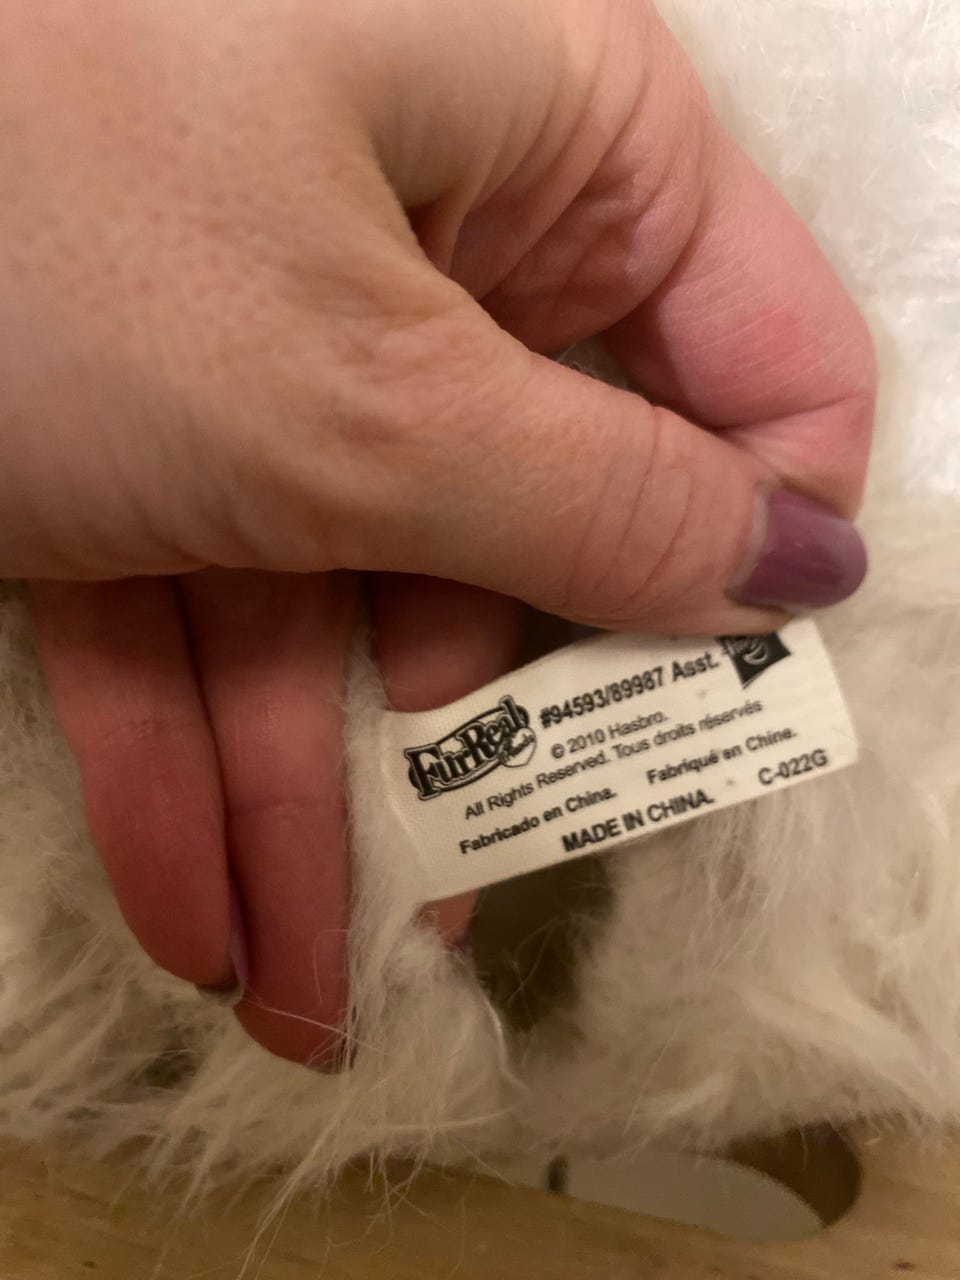 FurReal
Friends
#94593/89987 Asst.
© 2010 Hasbro.
All Rights Reserved. Tous droits réservés
Fabricado en China. Fabriqué en Chine.
MADE IN CHINA. C-022G